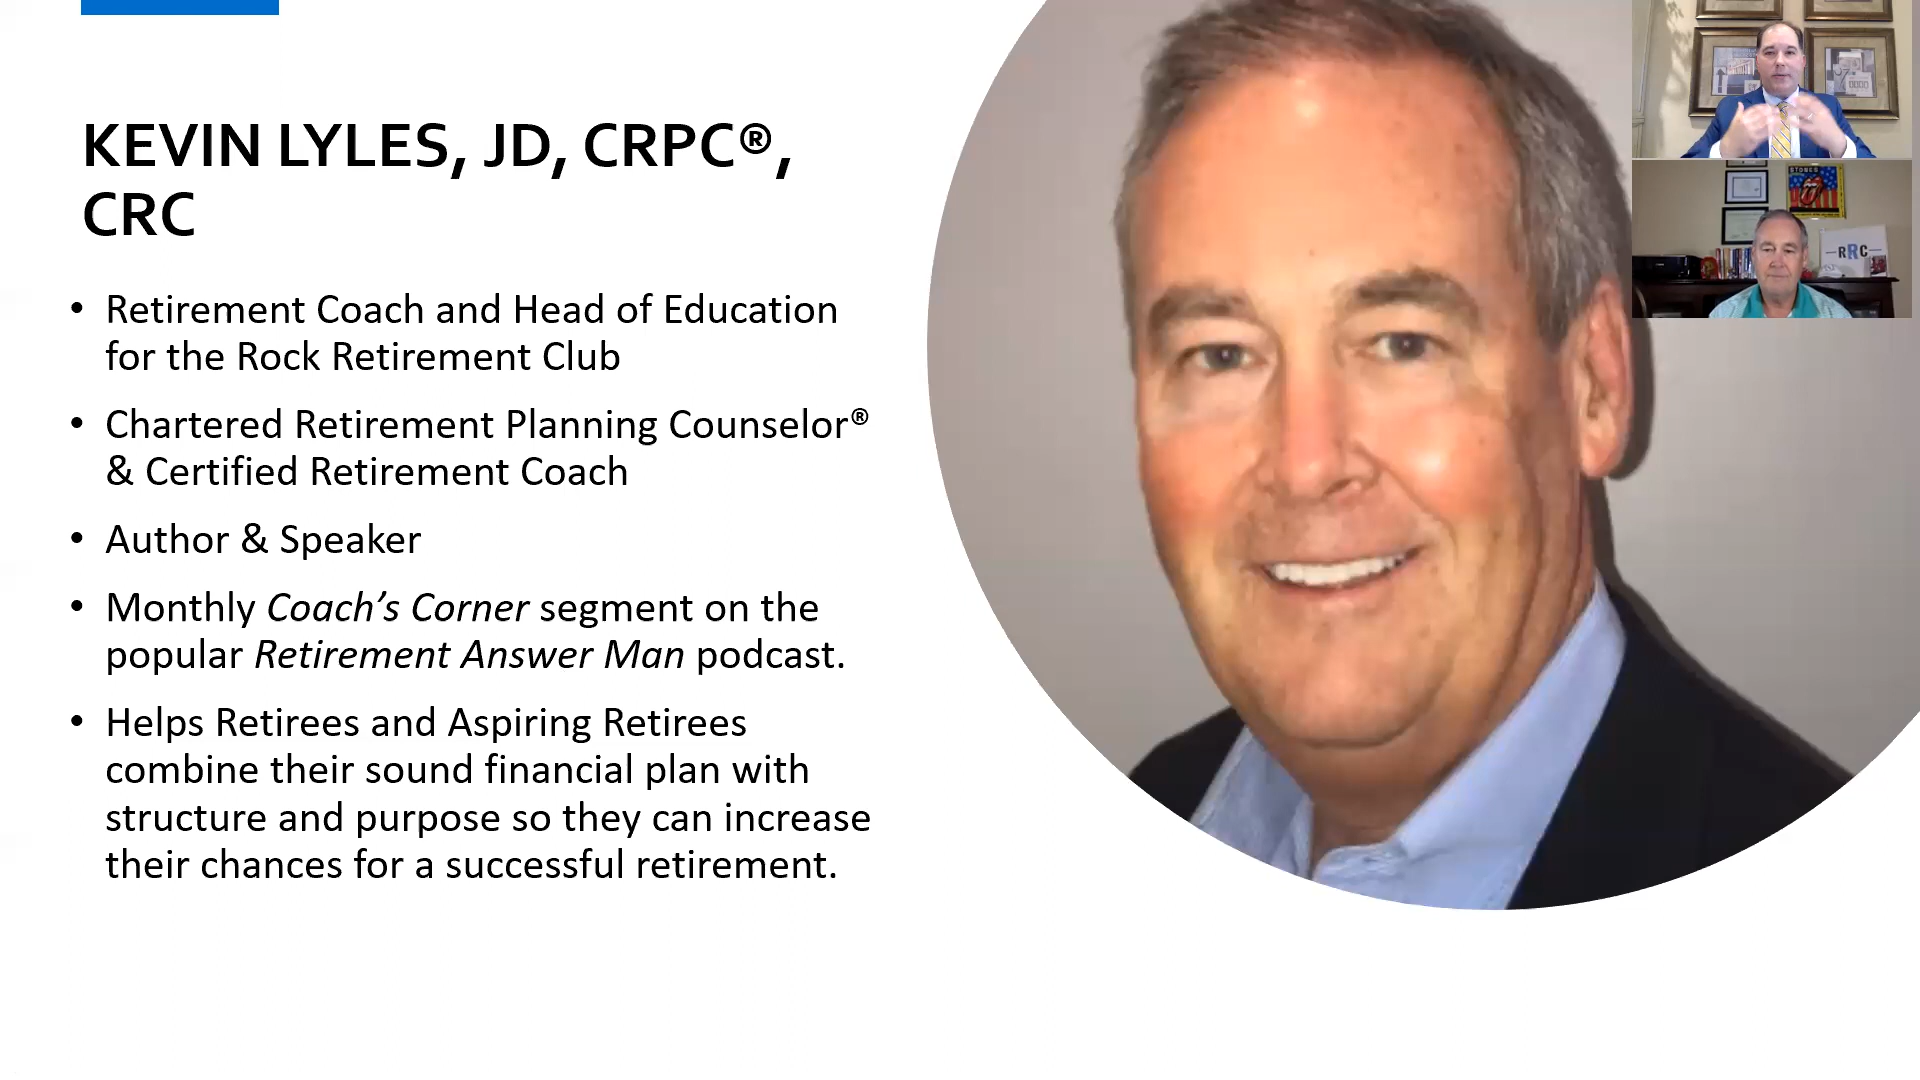 KEVIN LYLES, JD, CRPC®,
CRC
• Retirement Coach and Head of Education
for the Rock Retirement Club
• Chartered Retirement Planning Counselor®
& Certified Retirement Coach
• Author & Speaker
• Monthly Coach’s Corner segment on the
popular Retirement Answer Man podcast.
• Helps Retirees and Aspiring Retirees
combine their sound financial plan with
structure and purpose so they can increase
their chances for a successful retirement.
STONES
RRC